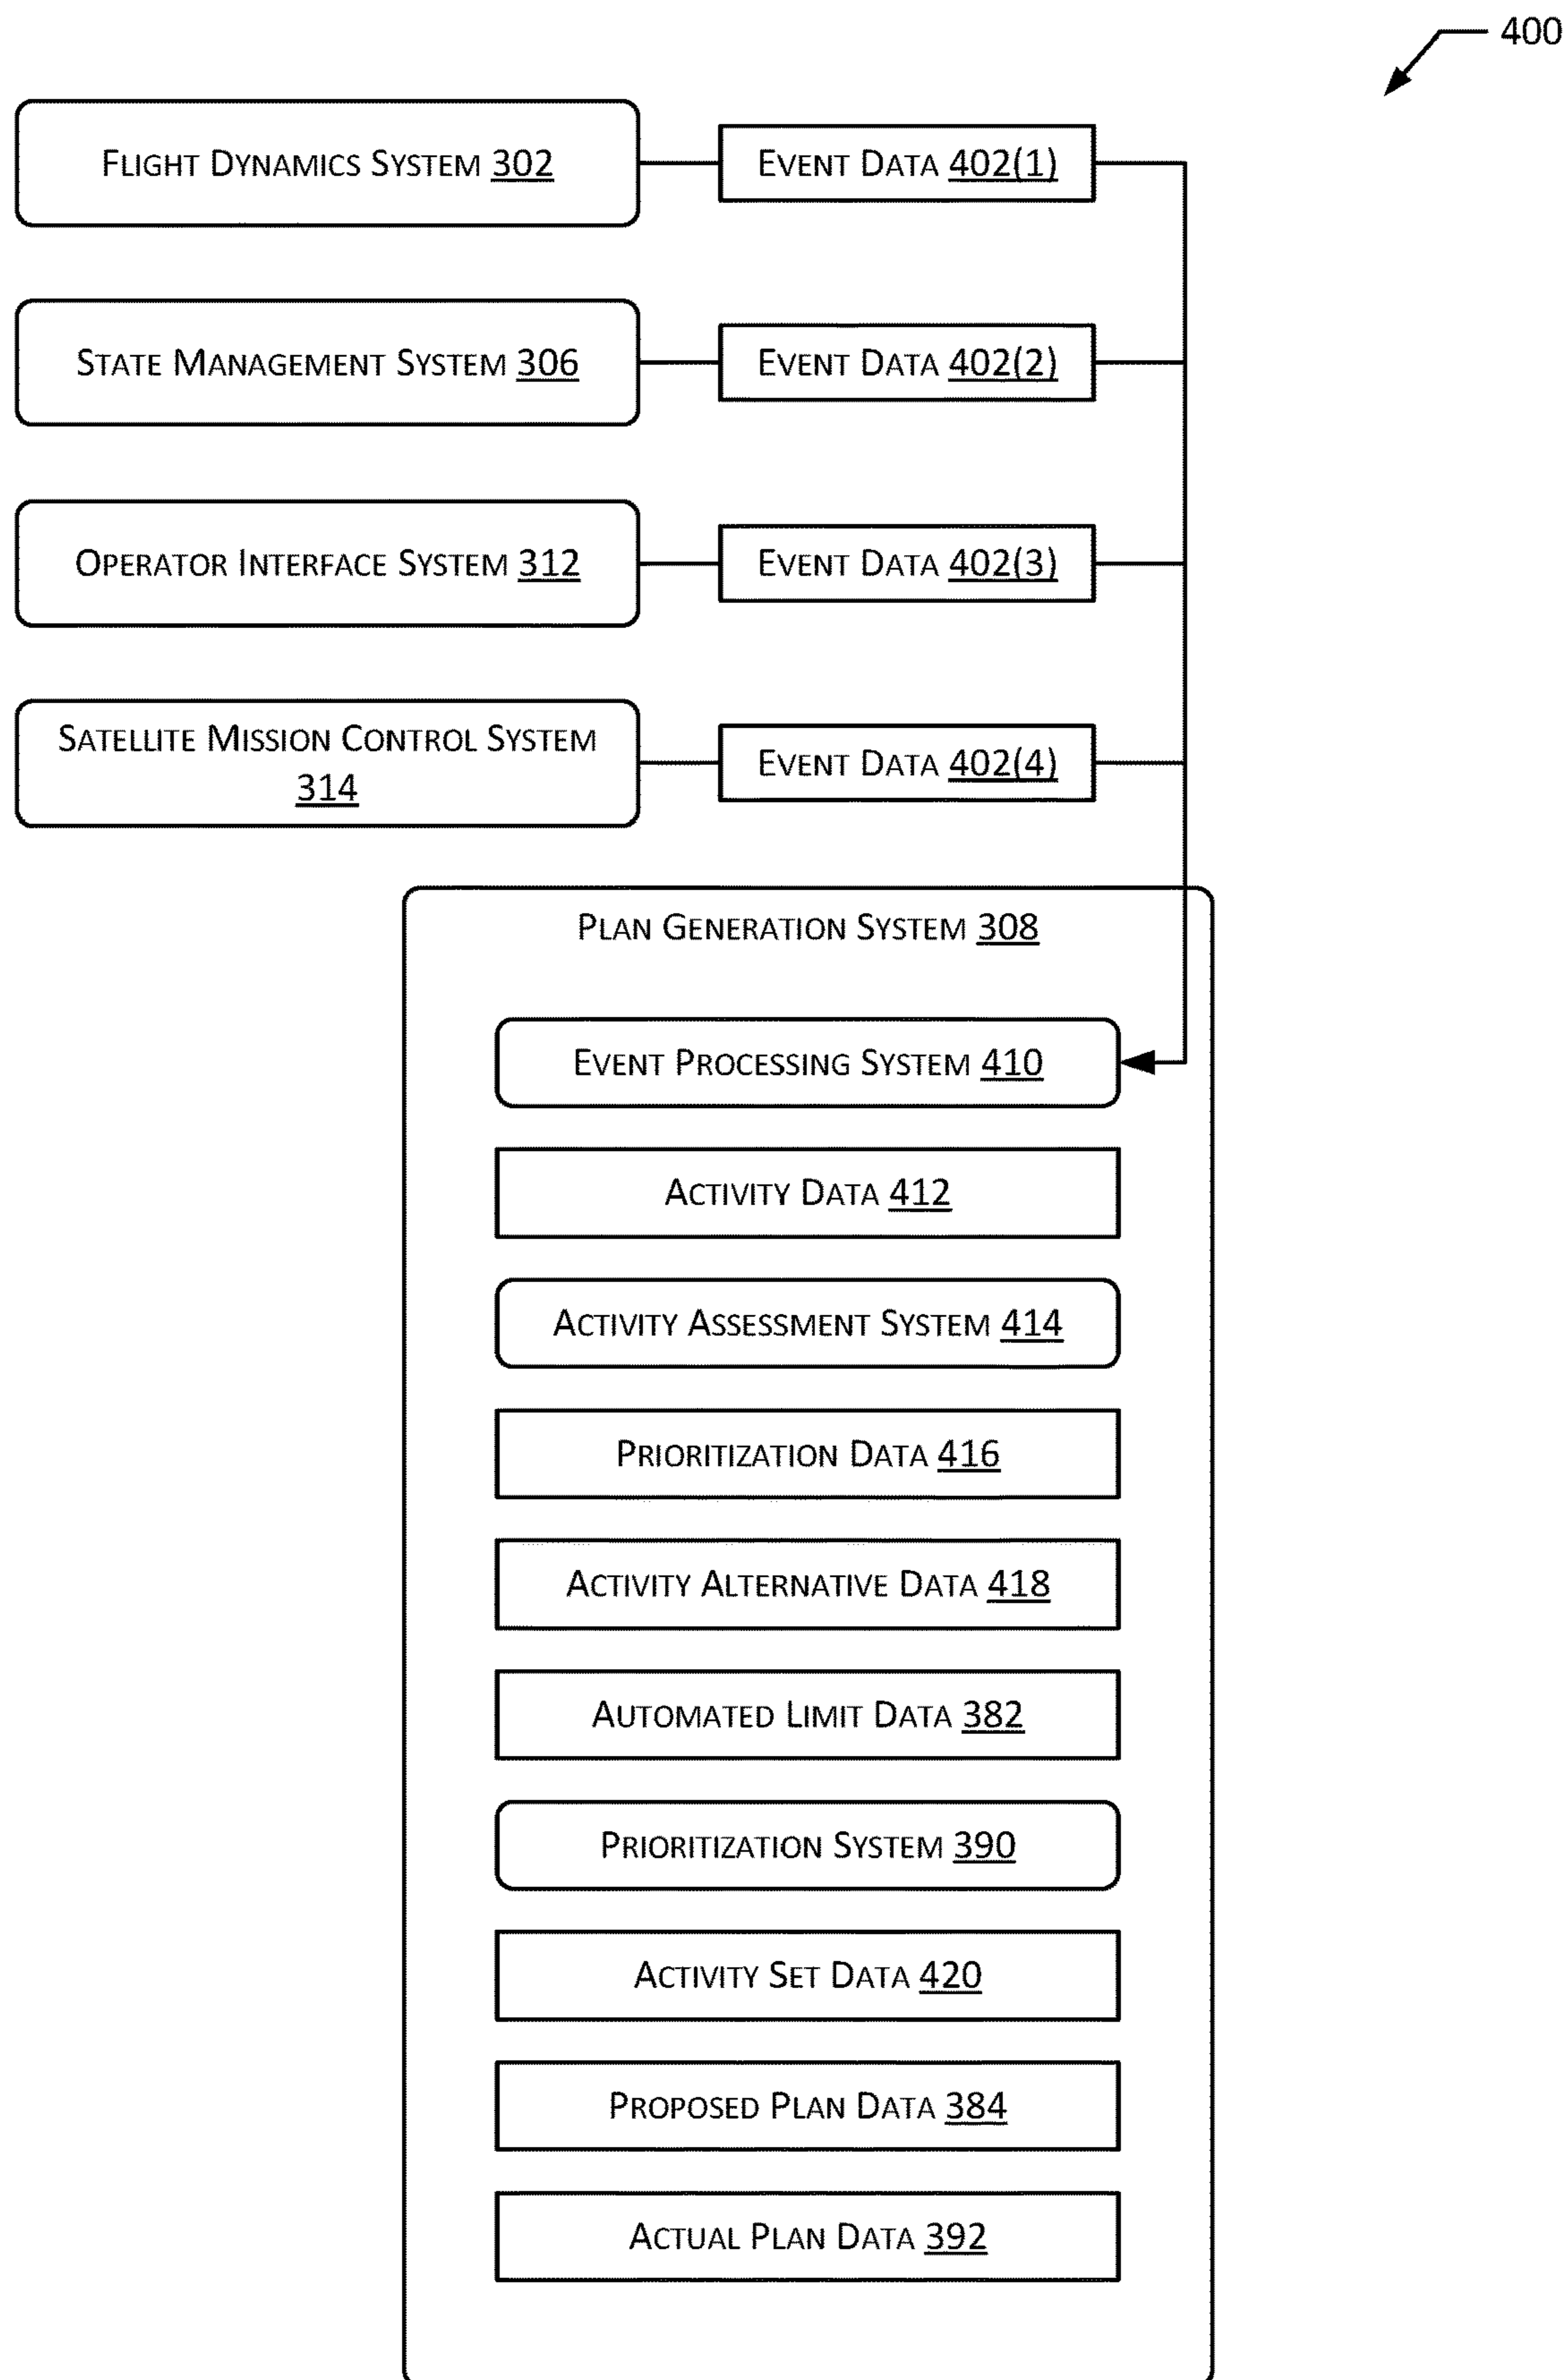 400
FLIGHT DYNAMICS SYSTEM 302
EVENT DATA 402(1)
STATE MANAGEMENT SYSTEM 306
EVENT DATA 402(2)
OPERATOR INTERFACE SYSTEM 312
EVENT DATA 402(3)
SATELLITE MISSION CONTROL SYSTEM
314
EVENT DATA 402(4)
PLAN GENERATION SYSTEM 308
EVENT PROCESSING SYSTEM 410
ACTIVITY DATA 412
ACTIVITY ASSESSMENT SYSTEM 414
PRIORITIZATION DATA 416
ACTIVITY ALTERNATIVE DATA 418
AUTOMATED LIMIT DATA 382
PRIORITIZATION SYSTEM 390
ACTIVITY SET DATA 420
PROPOSED PLAN DATA 384
ACTUAL PLAN DATA 392